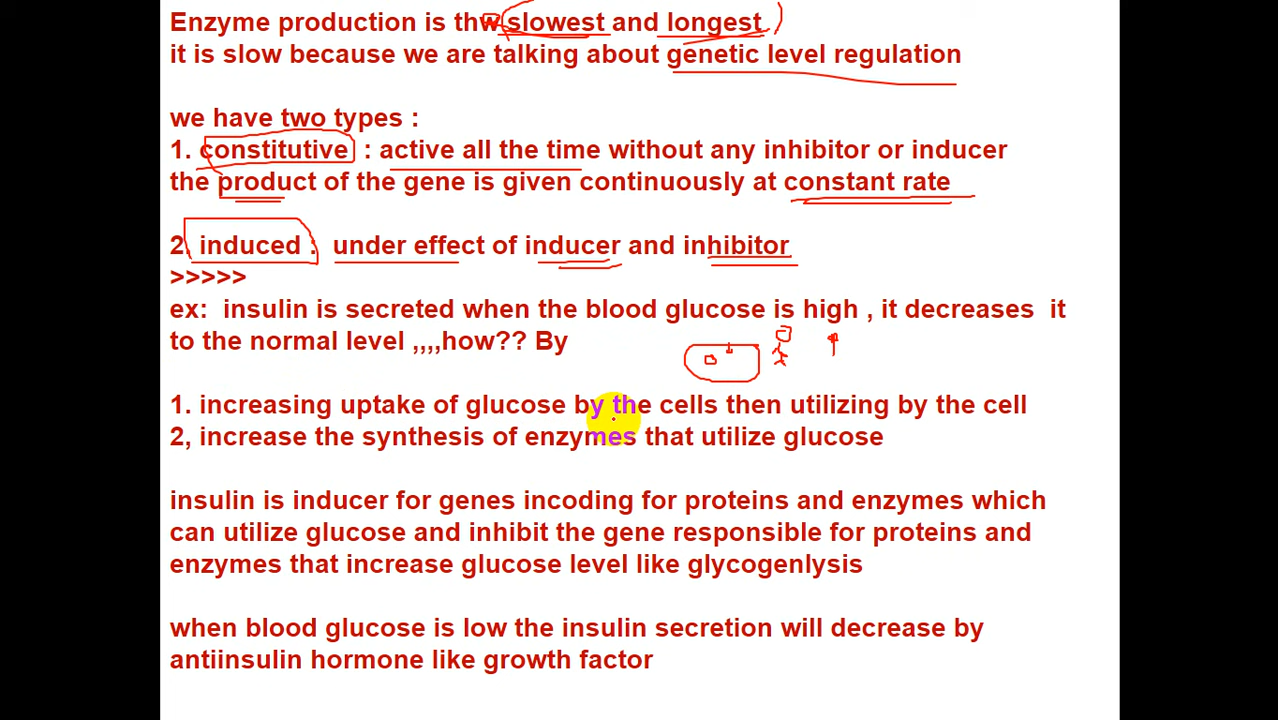 Enzyme production is thw slowest and longest
it is slow because we are talking about genetic level regulation
we have two types :
1. constitutive : active all the time without any inhibitor or inducer
the product of the gene is given continuously at constant rate
2. induced : under effect of inducer and inhibitor
>>>>>
ex: insulin is secreted when the blood glucose is high , it decreases it
to the normal level ,,,,how?? By
1. increasing uptake of glucose by the cells then utilizing by the cell
2, increase the synthesis of enzymes that utilize glucose
insulin is inducer for genes incoding for proteins and enzymes which
can utilize glucose and inhibit the gene responsible for proteins and
enzymes that increase glucose level like glycogenlysis
when blood glucose is low the insulin secretion will decrease by
antiinsulin hormone like growth factor